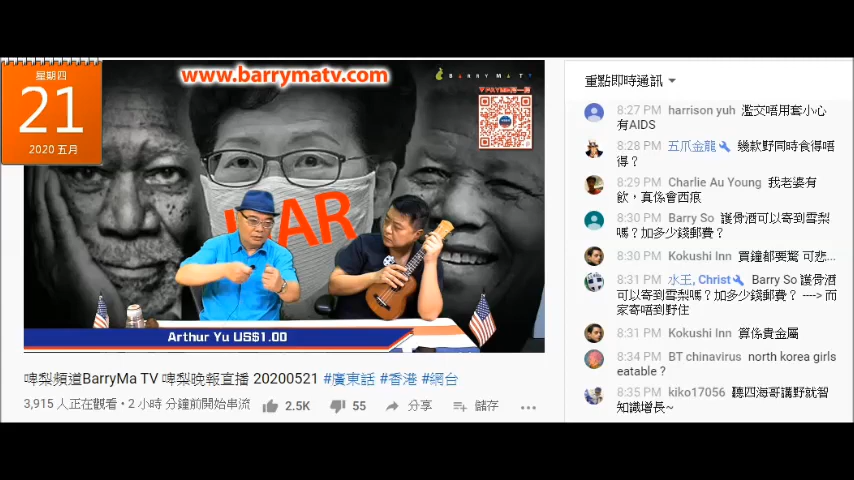 星期四
21
2020 五月
www.barrymatv.com
BARRYMATV
WAR
Arthur Yu US$1.00
啤梨頻道BarryMa TV 啤梨晚報直播 20200521 #廣東話 #香港 #網台
3,915 人正在觀看 • 2 小時 分鐘前開始串流
2.5K
55
分享
儲存
重點即時通訊
8:27 PM harrison yuh 濫交唔用套小心
有AIDS
8:28 PM 五爪金龍 幾款野同時食得唔
得？
8:29 PM Charlie Au Young 我老婆有
飲，真係會西痕
8:30 PM Barry So 護骨酒可以寄到雪梨
嗎？加多少錢郵費？
8:30 PM Kokushi Inn 買鐘都要驚 可悲...
8:31 PM 水王, Christ Barry So 護骨酒
可以寄到雪梨嗎？加多少錢郵費？ ----> 而
家寄唔到野住
8:31 PM Kokushi Inn 算係貴金屬
8:34 PM BT chinavirus north korea girls
eatable ?
8:35 PM kiko17056 聽四海哥講野就智
知識增長~